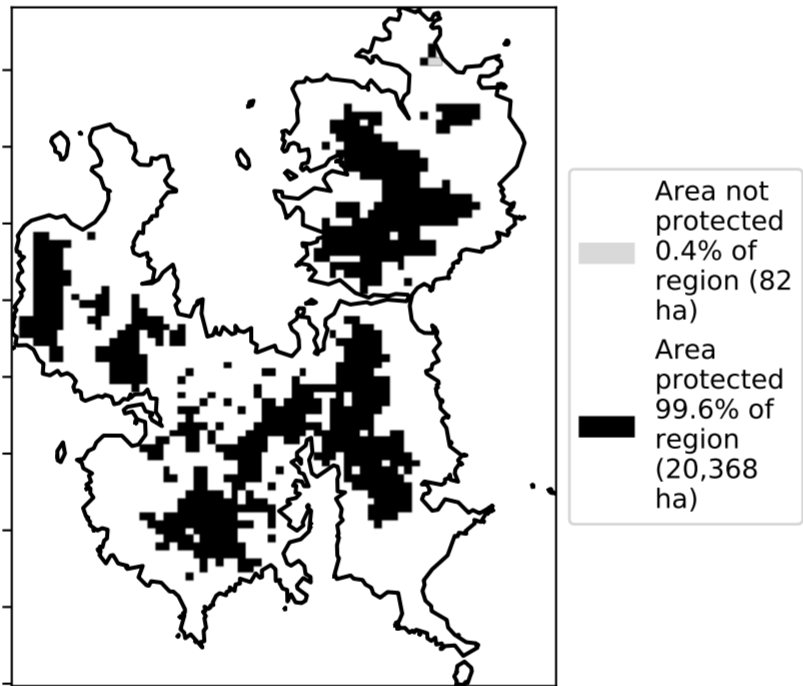 Area not
protected
0.4% of
region (82
ha)
Area
protected
99.6% of
region
(20,368
ha)